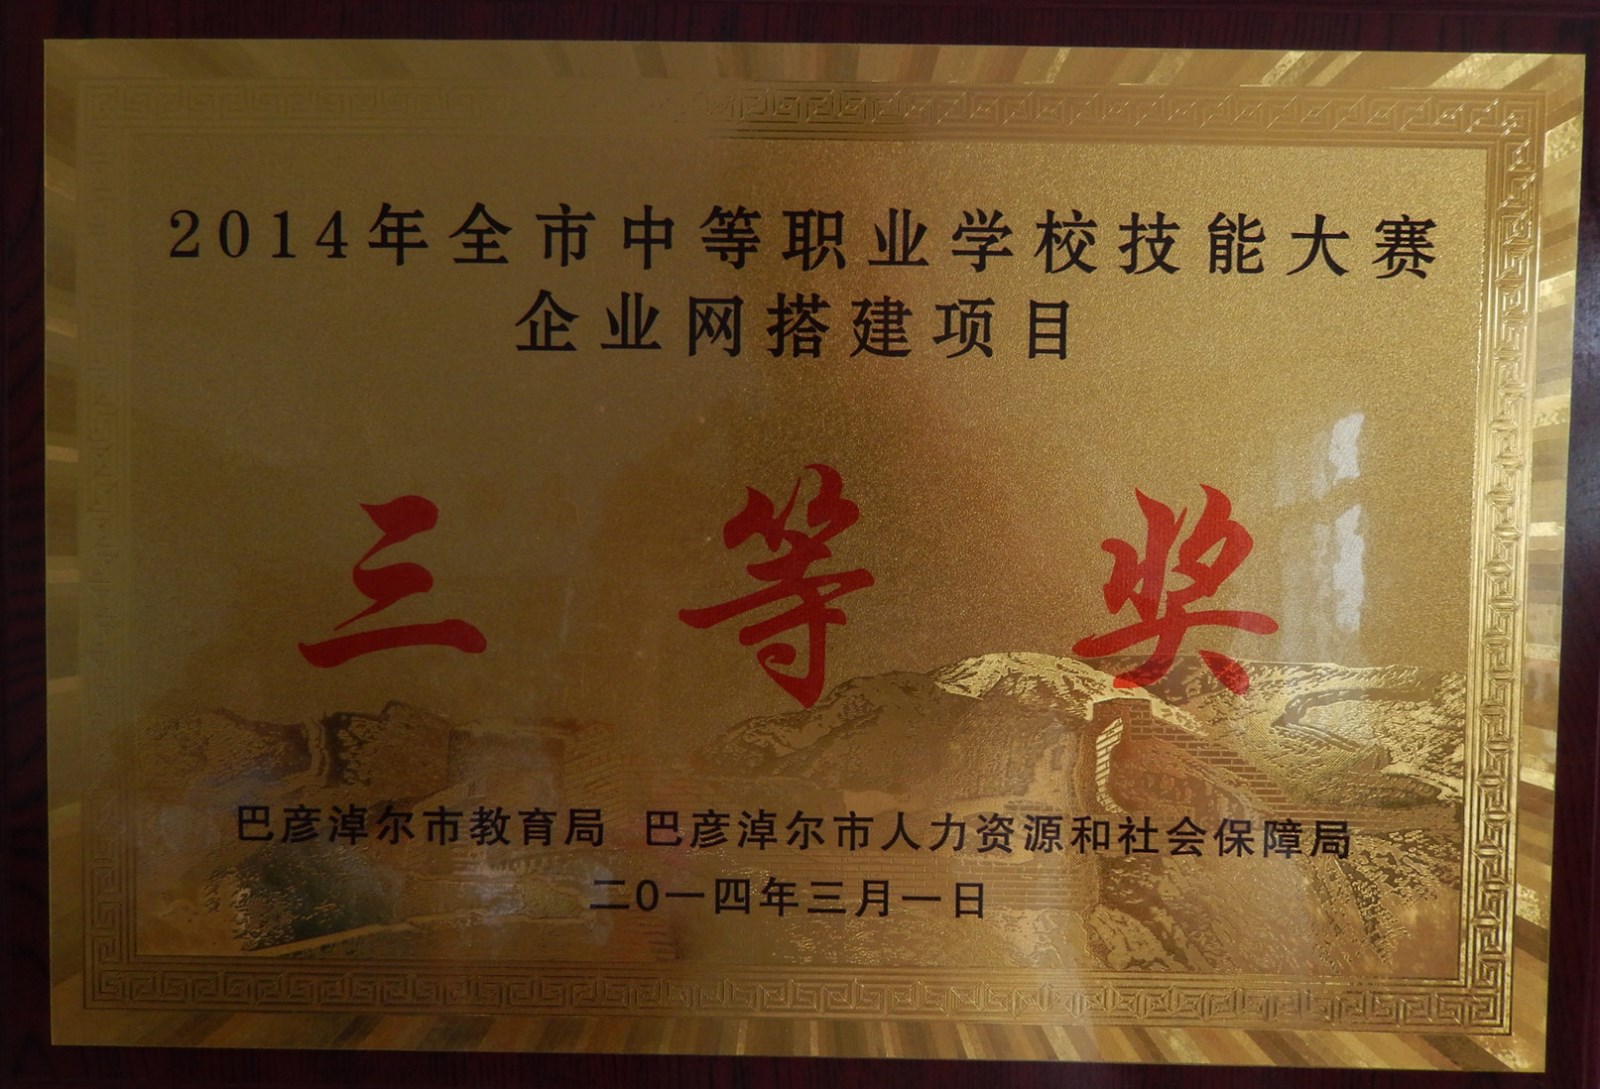 2014年全市中等职业学校技能大赛
企业网搭建项目
三等奖
巴彦淖尔市教育局 巴彦淖尔市人力资源和社会保障局
二0一四年三月一日